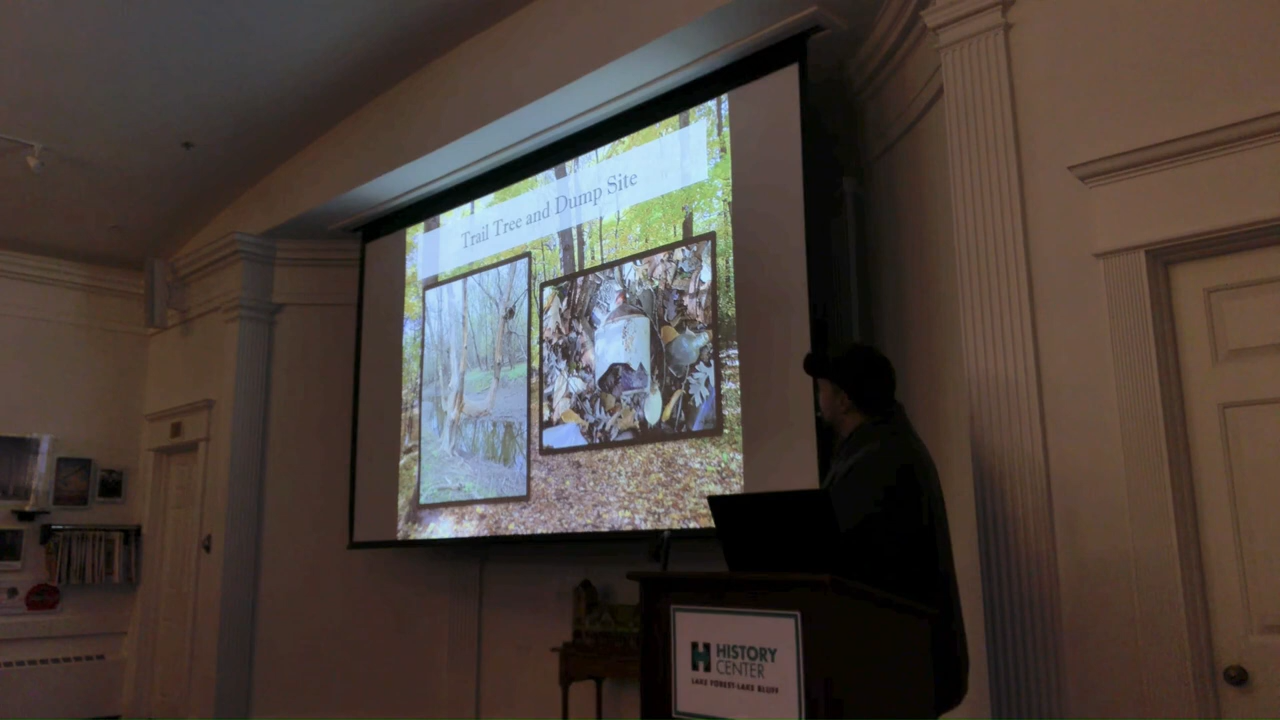 Trail Tree and Dump Site
HISTORY
CENTER
LAKE FOREST-LAKE BLUFF